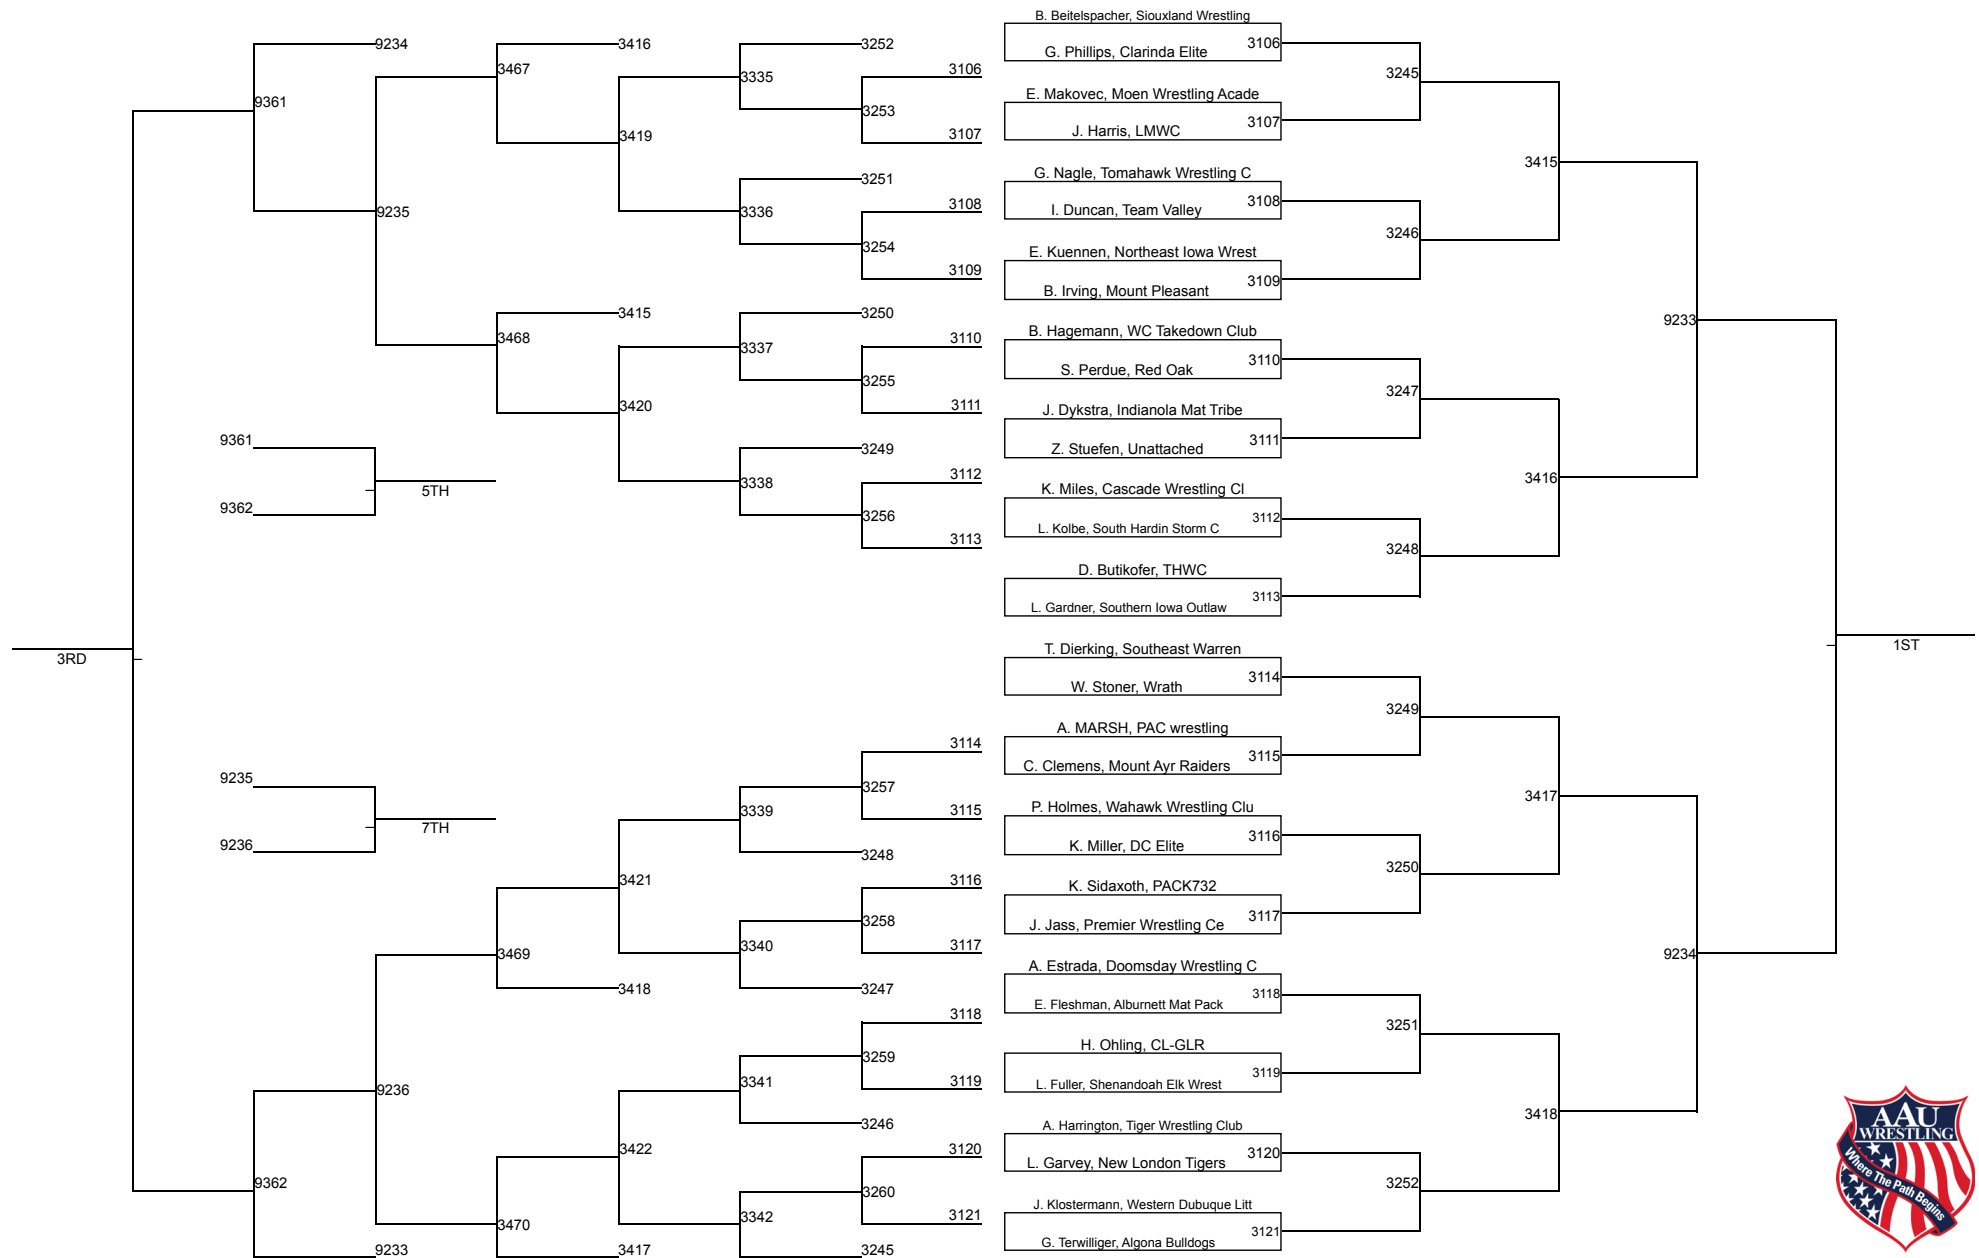 B. Beitelspacher, Siouxland Wrestling
9234
3416
3252
3106
G. Phillips, Clarinda Elite
3106
3467
3335
3245
9361
E. Makovec, Moen Wrestling Acade
3253
3107
3419
3107
J. Harris, LMWC
3415
3251
G. Nagle, Tomahawk Wrestling C
3108
3108
9235
3336
I. Duncan, Team Valley
3246
3254
E. Kuennen, Northeast Iowa Wrest
3109
3109
B. Irving, Mount Pleasant
3415
3250
9233
B. Hagemann, WC Takedown Club
3468
3110
3337
3110
S. Perdue, Red Oak
3255
3247
3420
3111
J. Dykstra, Indianola Mat Tribe
9361
3111
3249
Z. Stuefen, Unattached
3112
3416
3338
5TH
K. Miles, Cascade Wrestling Cl
9362
3256
3112
L. Kolbe, South Hardin Storm C
3113
3248
D. Butikofer, THWC
3113
L. Gardner, Southern Iowa Outlaw
3RD
T. Dierking, Southeast Warren
1ST
3114
W. Stoner, Wrath
3249
A. MARSH, PAC wrestling
3114
3115
C. Clemens, Mount Ayr Raiders
9235
3257
3417
3115
P. Holmes, Wahawk Wrestling Clu
3339
7TH
3116
9236
K. Miller, DC Elite
3248
3250
3421
3116
K. Sidaxoth, PACK732
3258
3117
J. Jass, Premier Wrestling Ce
3469
3340
3117
9234
A. Estrada, Doomsday Wrestling C
3418
3247
3118
E. Fleshman, Alburnett Mat Pack
3118
3251
H. Ohling, CL-GLR
3259
3119
3341
3119
L. Fuller, Shenandoah Elk Wrest
9236
3418
3246
A. Harrington, Tiger Wrestling Club
3422
3120
3120
L. Garvey, New London Tigers
9362
3260
3252
J. Klostermann, Western Dubuque Litt
3470
3342
3121
3121
G. Terwilliger, Algona Bulldogs
9233
3417
3245
AAU
WRESTLING
Where The Path Begins